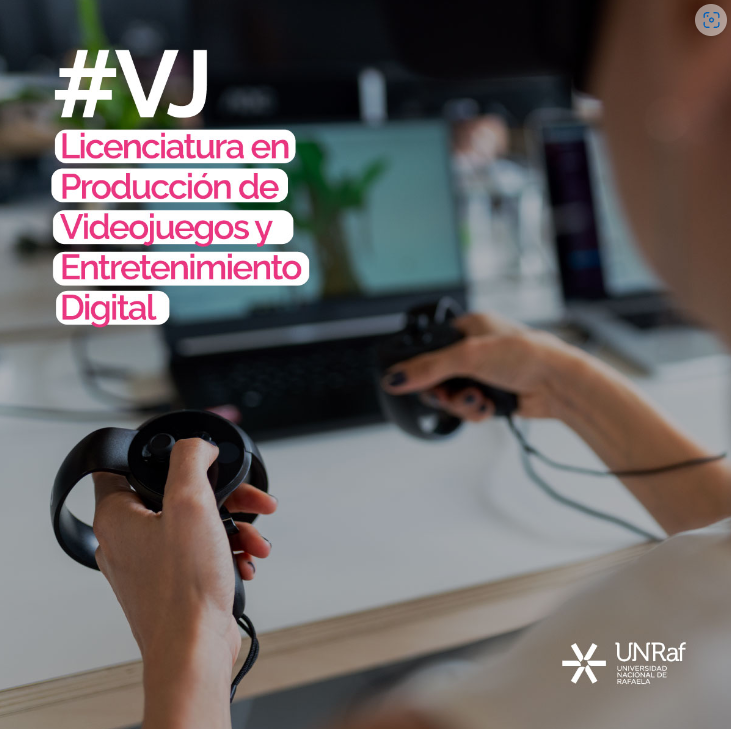 #VJ
Licenciatura en
Producción de
Videojuegos y
Entretenimiento
Digital
UNRaf
UNIVERSIDAD
NACIONAL DE
RAFAELA